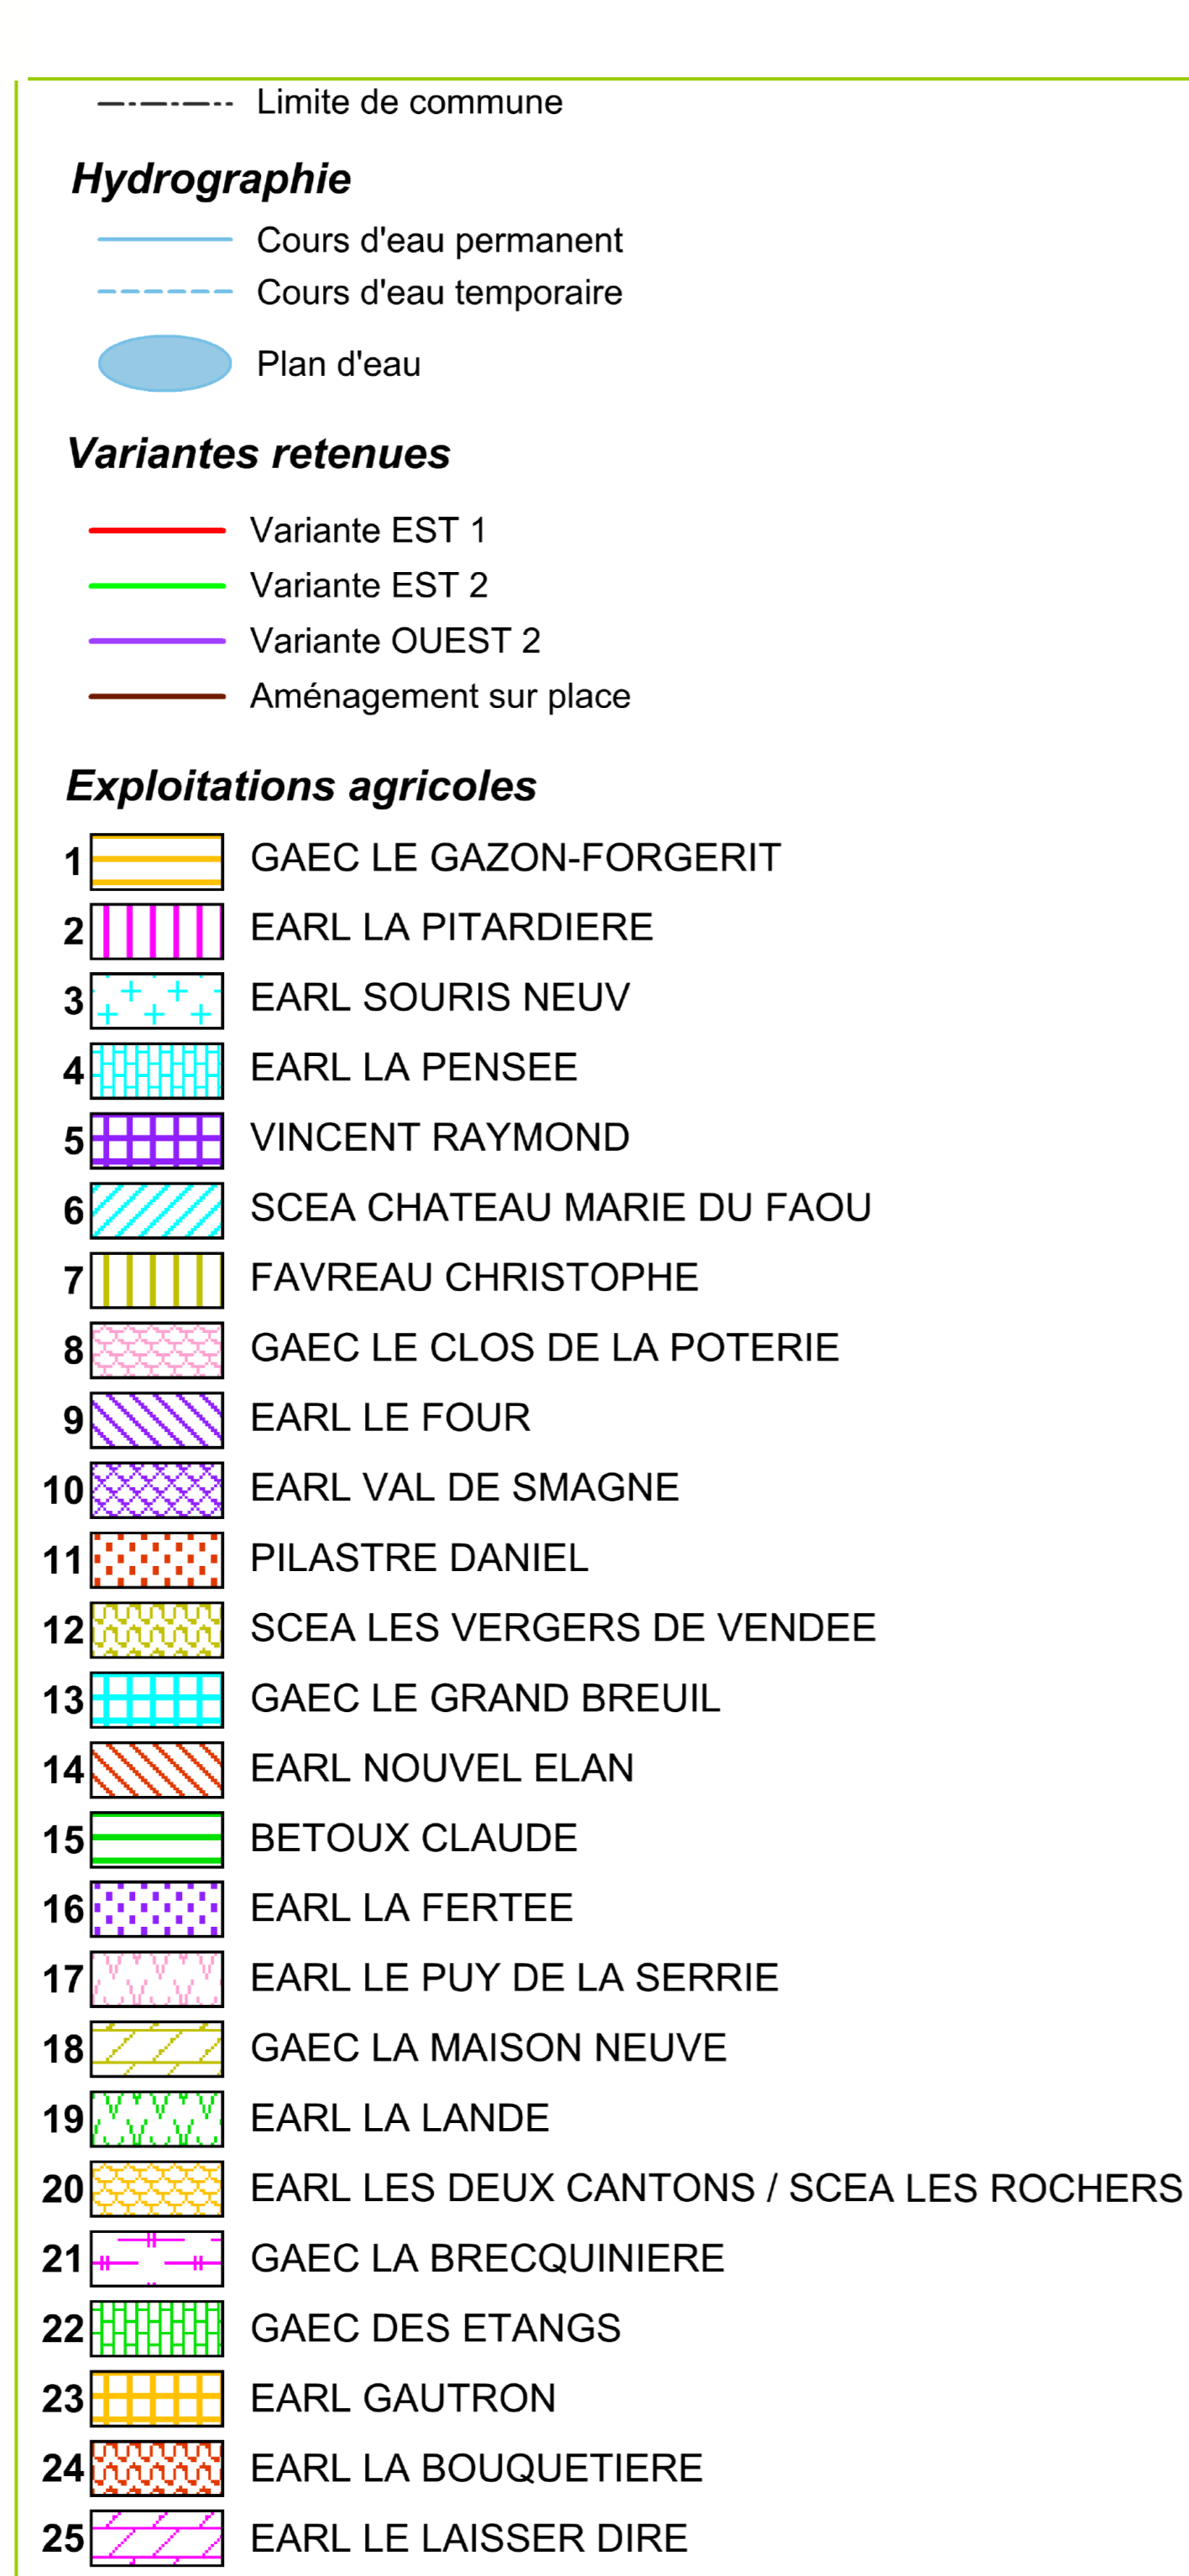 Limite de commune
Hydrographie
Cours d'eau permanent
Cours d'eau temporaire
Plan d'eau
Variantes retenues
Variante EST 1
Variante EST 2
Variante OUEST 2
Aménagement sur place
Exploitations agricoles
1 GAEC LE GAZON-FORGERIT
2 EARL LA PITARDIERE
3 EARL SOURIS NEUV
4 EARL LA PENSEE
5 VINCENT RAYMOND
6 SCEA CHATEAU MARIE DU FAOU
7 FAVREAU CHRISTOPHE
8 GAEC LE CLOS DE LA POTERIE
9 EARL LE FOUR
10 EARL VAL DE SMAGNE
11 PILASTRE DANIEL
12 SCEA LES VERGERS DE VENDEE
13 GAEC LE GRAND BREUIL
14 EARL NOUVEL ELAN
15 BETOUX CLAUDE
16 EARL LA FERTEE
17 EARL LE PUY DE LA SERRIE
18 GAEC LA MAISON NEUVE
19 EARL LA LANDE
20 EARL LES DEUX CANTONS / SCEA LES ROCHERS
21 GAEC LA BRECQUINIERE
22 GAEC DES ETANGS
23 EARL GAUTRON
24 EARL LA BOUQUETIERE
25 EARL LE LAISSER DIRE